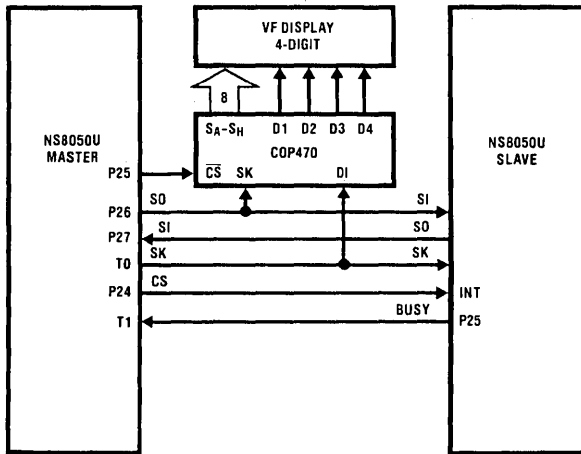 VF DISPLAY
4-DIGIT
8
SA-SH D1 D2 D3 D4
COP470
CS SK DI
NS8050U
MASTER
NS8050U
SLAVE
P25
P26 SO SI
P27 SI SO
T0 SK SK
P24 CS INT
T1 BUSY P25